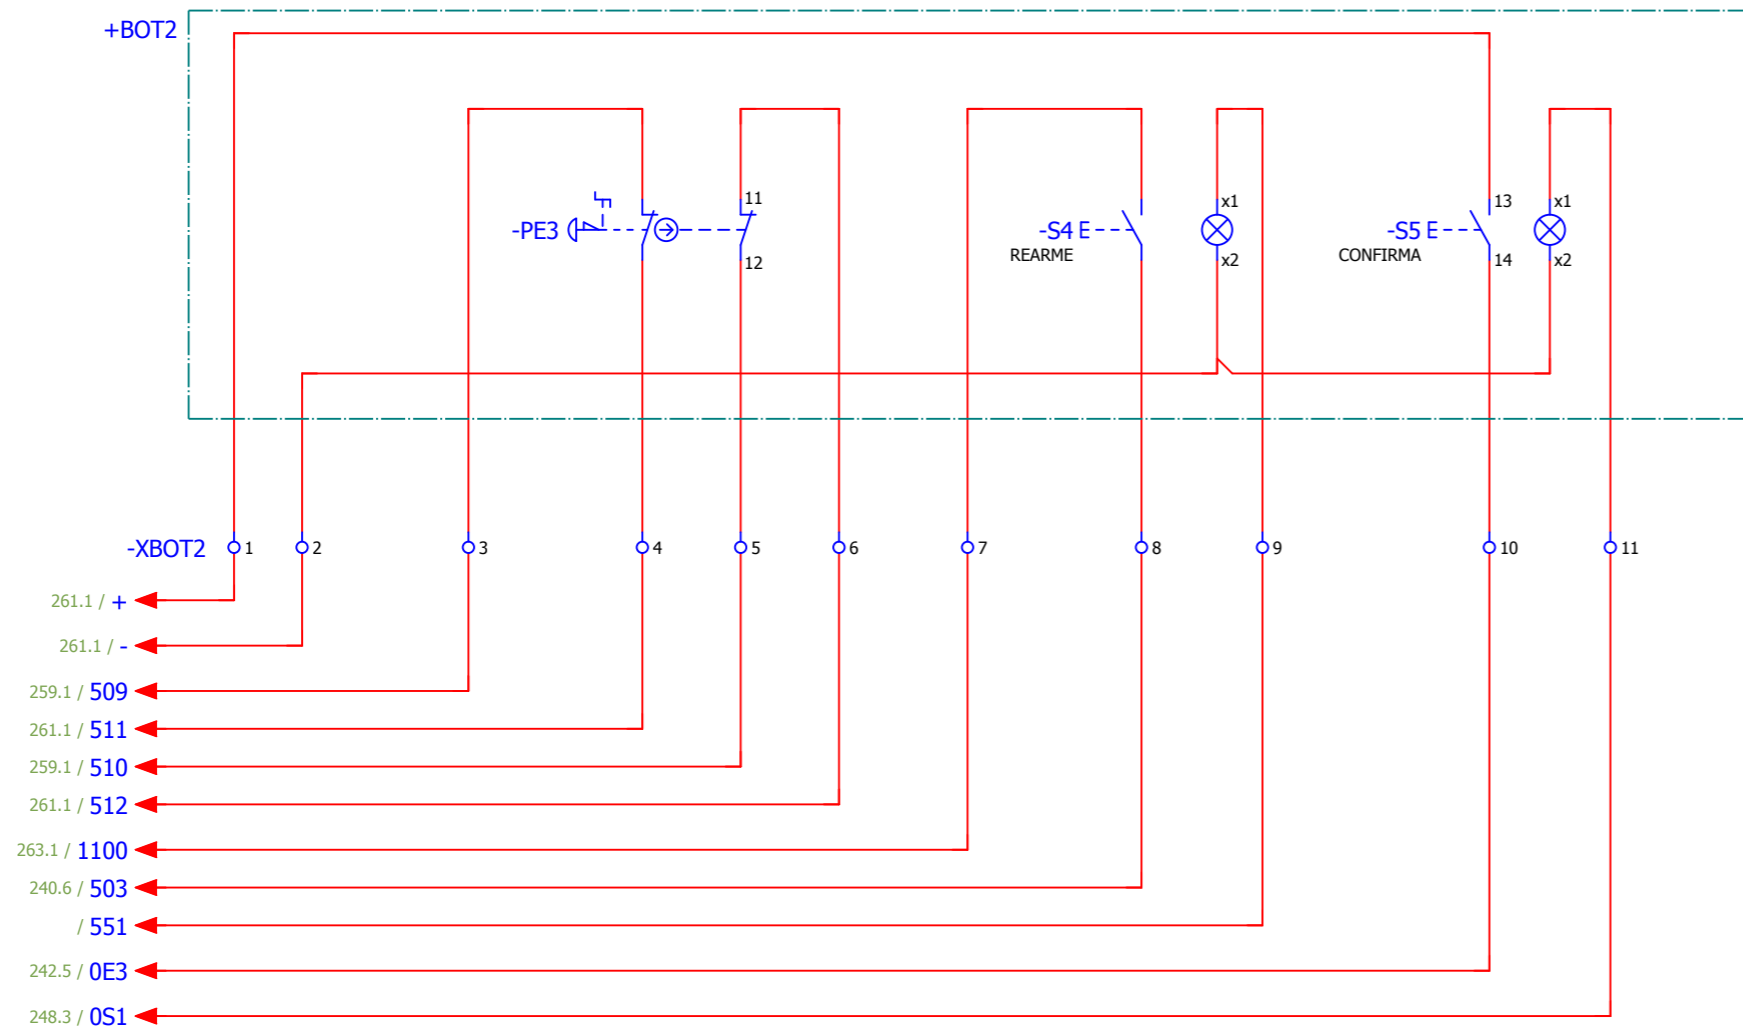 +BOT2
11
x1
13
x1
-PE3
-S4 E
-S5 E
REARME
CONFIRMA
12
x2
14
x2
-XBOT2 1 2 3 4 5 6 7 8 9 10 11
261.1 / +
261.1 / -
259.1 / 509
261.1 / 511
259.1 / 510
261.1 / 512
263.1 / 1100
240.6 / 503
/ 551
242.5 / 0E3
248.3 / 0S1